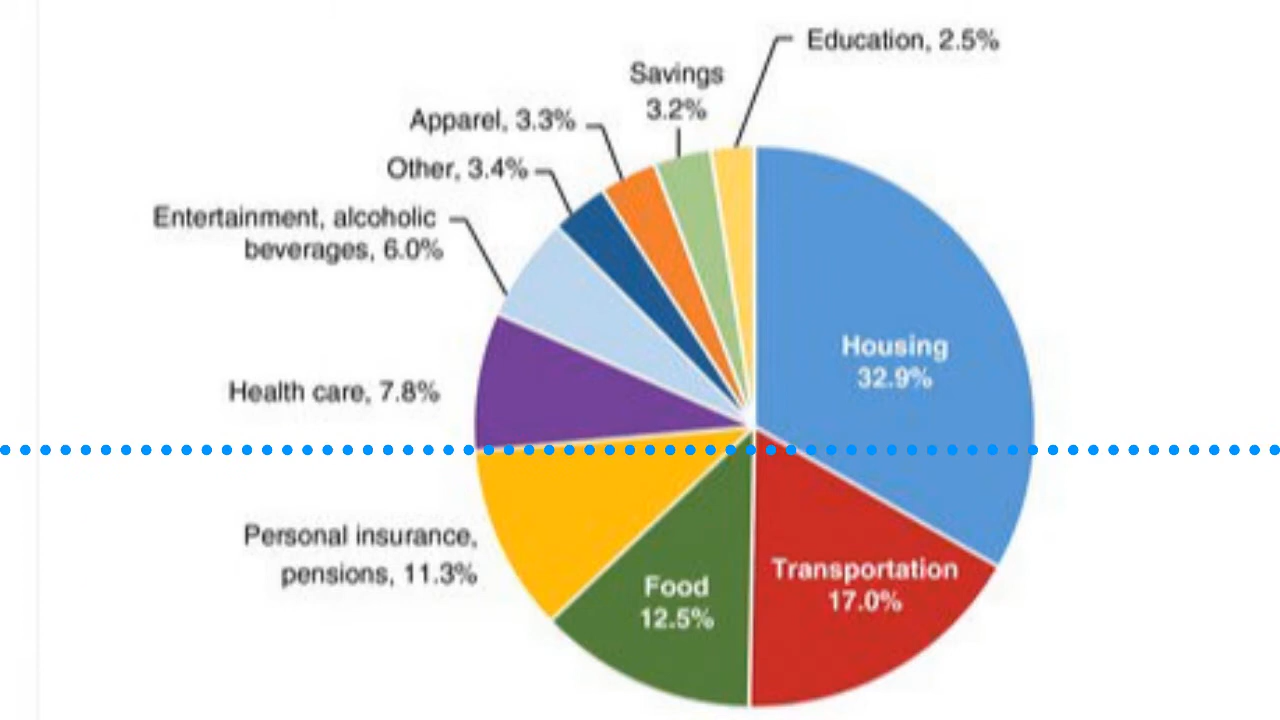 Education, 2.5%
Savings
3.2%
Apparel, 3.3%
Other, 3.4%
Entertainment, alcoholic
beverages, 6.0%
Housing
32.9%
Health care, 7.8%
Personal insurance,
pensions, 11.3%
Food
12.5%
Transportation
17.0%